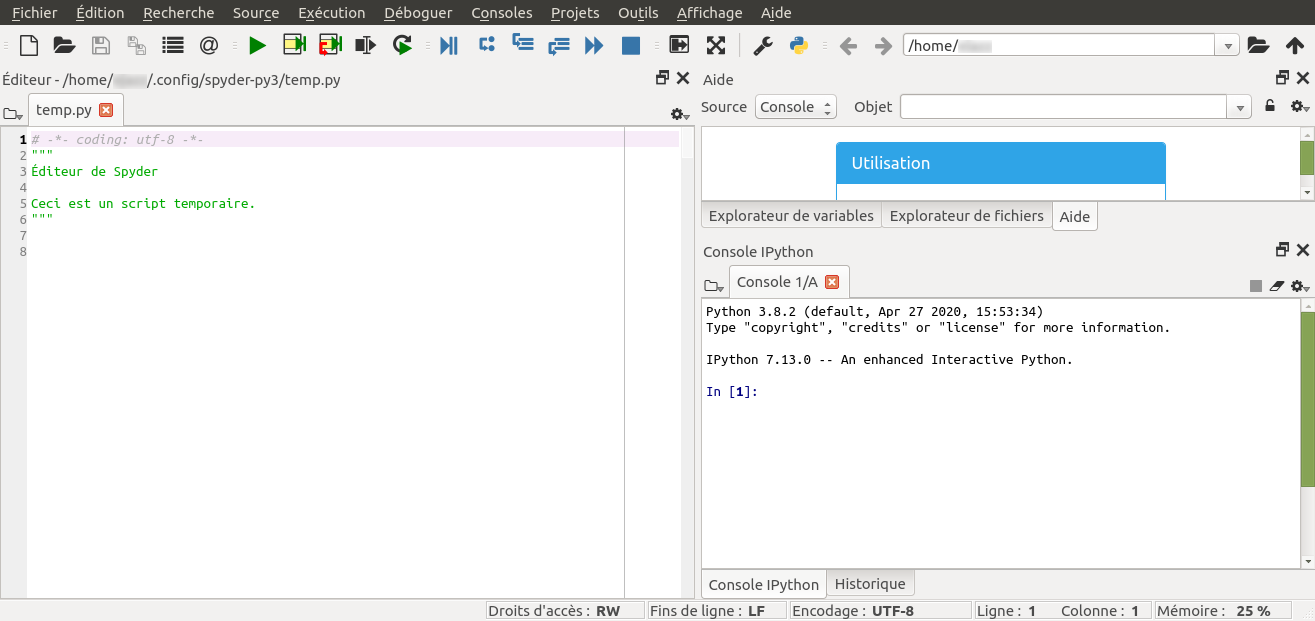 Fichier Édition Recherche Source Exécution Déboguer Consoles Projets Outils Affichage Aide
/home/
Éditeur - /home/ /.config/spyder-py3/temp.py
temp.py
1 # -*- coding: utf-8 -*-
2 """
3 Éditeur de Spyder
4
5 Ceci est un script temporaire.
6 """
7
8
Aide
Source Console Objet
Utilisation
Explorateur de variables Explorateur de fichiers Aide
Console IPython
Console 1/A
Python 3.8.2 (default, Apr 27 2020, 15:53:34)
Type "copyright", "credits" or "license" for more information.
IPython 7.13.0 -- An enhanced Interactive Python.
In [1]:
Console IPython Historique
Droits d'accès : RW Fins de ligne : LF Encodage : UTF-8 Ligne : 1 Colonne : 1 Mémoire : 25 %